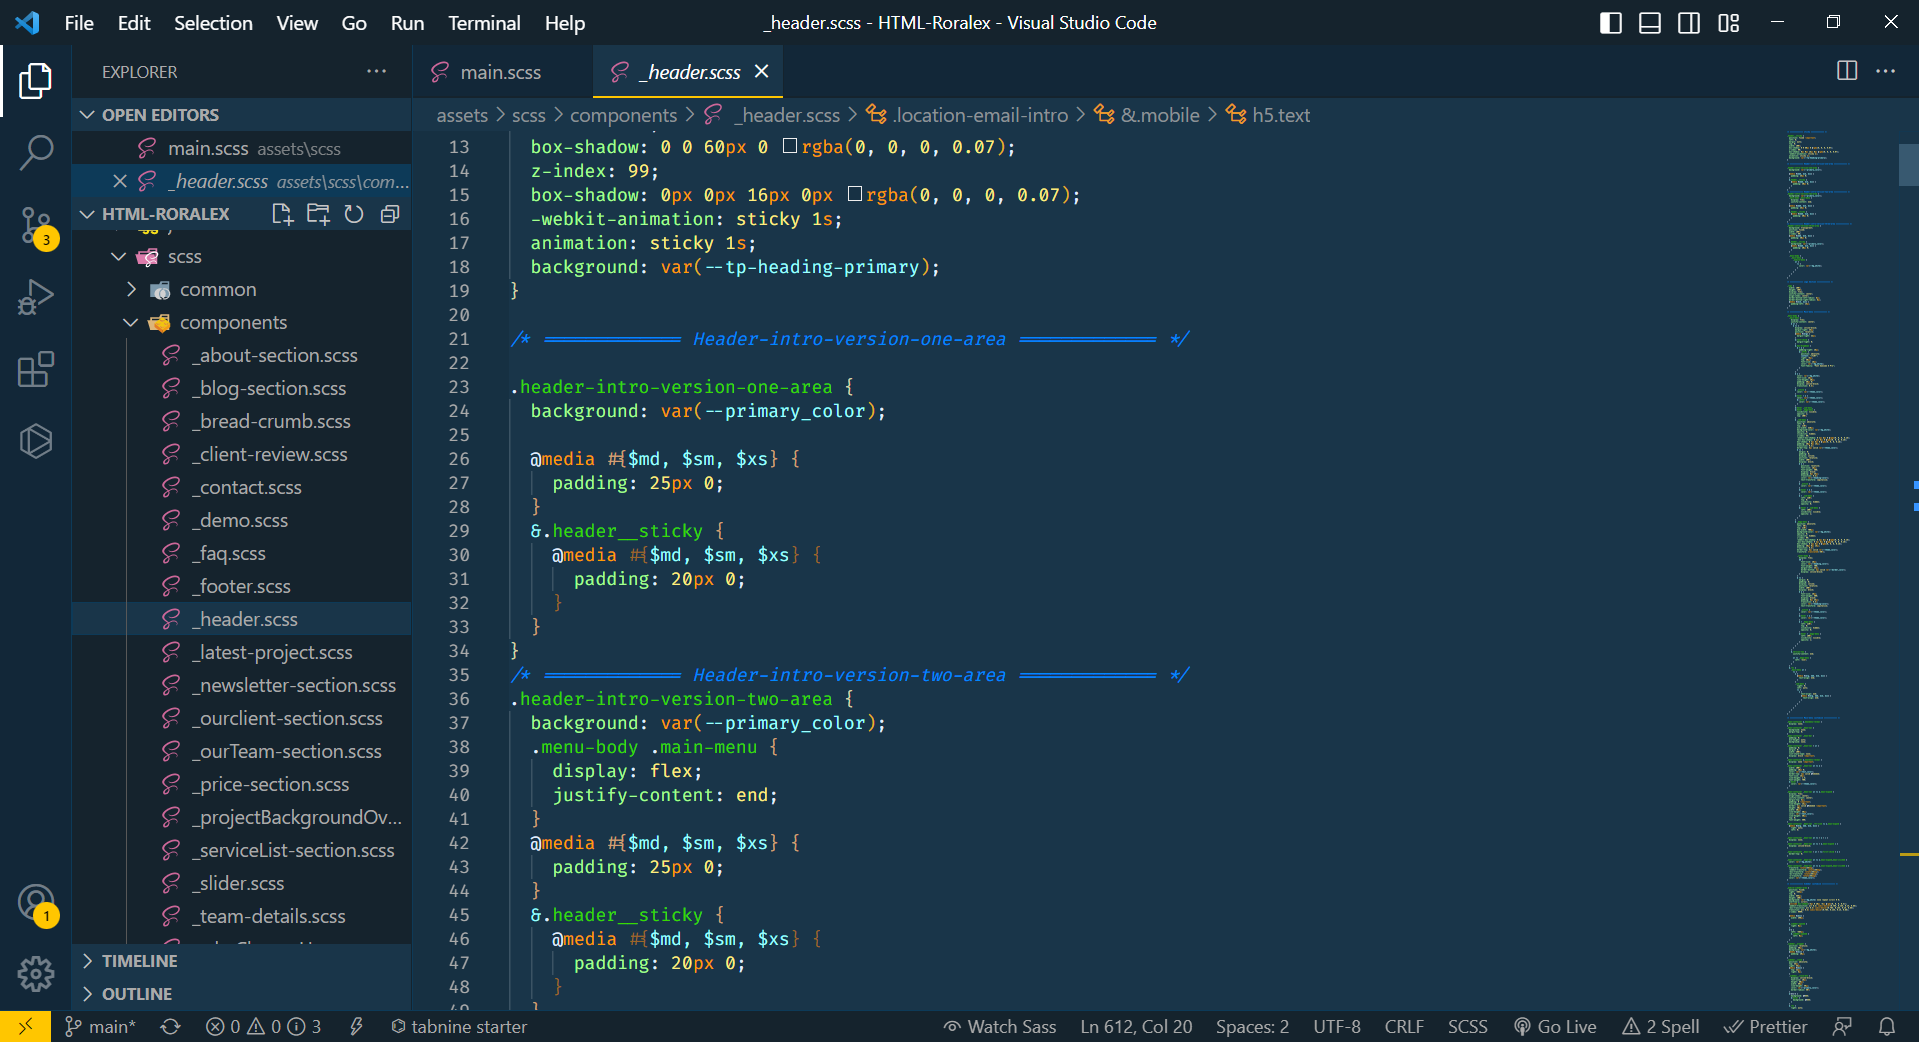 File Edit Selection View Go Run Terminal Help
_header.scss - HTML-Roralex - Visual Studio Code
EXPLORER
main.scss
_header.scss
OPEN EDITORS
main.scss assets\scss
_header.scss assets\scss\com...
HTML-RORALEX
scss
common
components
_about-section.scss
_blog-section.scss
_bread-crumb.scss
_client-review.scss
_contact.scss
_demo.scss
_faq.scss
_footer.scss
_header.scss
_latest-project.scss
_newsletter-section.scss
_ourclient-section.scss
_ourTeam-section.scss
_price-section.scss
_projectBackgroundOv...
_serviceList-section.scss
_slider.scss
_team-details.scss
TIMELINE
OUTLINE
3
1
assets > scss > components > _header.scss > .location-email-intro > &.mobile > h5.text
13 box-shadow: 0 0 60px 0 rgba(0, 0, 0, 0.07);
14 z-index: 99;
15 box-shadow: 0px 0px 16px 0px rgba(0, 0, 0, 0.07);
16 -webkit-animation: sticky 1s;
17 animation: sticky 1s;
18 background: var(--tp-heading-primary);
19 }
20
21 /* ============= Header-intro-version-one-area ============= */
22
23 .header-intro-version-one-area {
24 background: var(--primary_color);
25
26 @media #{$md, $sm, $xs} {
27 padding: 25px 0;
28 }
29 &.header__sticky {
30 @media #{$md, $sm, $xs} {
31 padding: 20px 0;
32 }
33 }
34 }
35 /* ============= Header-intro-version-two-area ============= */
36 .header-intro-version-two-area {
37 background: var(--primary_color);
38 .menu-body .main-menu {
39 display: flex;
40 justify-content: end;
41 }
42 @media #{$md, $sm, $xs} {
43 padding: 25px 0;
44 }
45 &.header__sticky {
46 @media #{$md, $sm, $xs} {
47 padding: 20px 0;
48 }
49 }
main* 0 0 3 tabnine starter
Watch Sass Ln 612, Col 20 Spaces: 2 UTF-8 CRLF SCSS Go Live 2 Spell Prettier